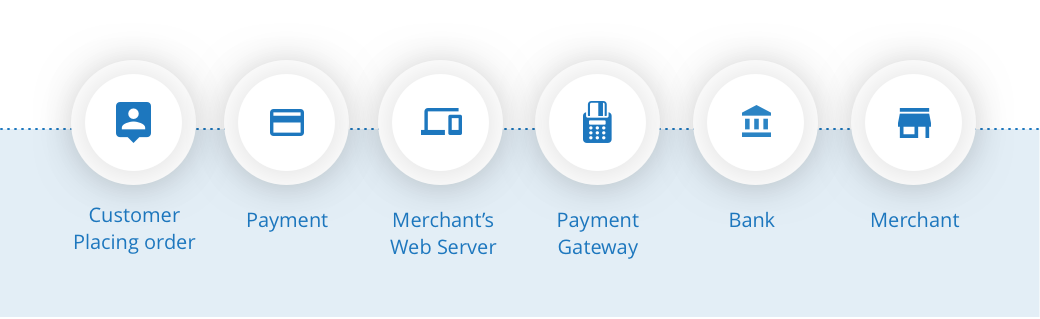 Customer
Placing order
Payment
Merchant’s
Web Server
Payment
Gateway
Bank
Merchant